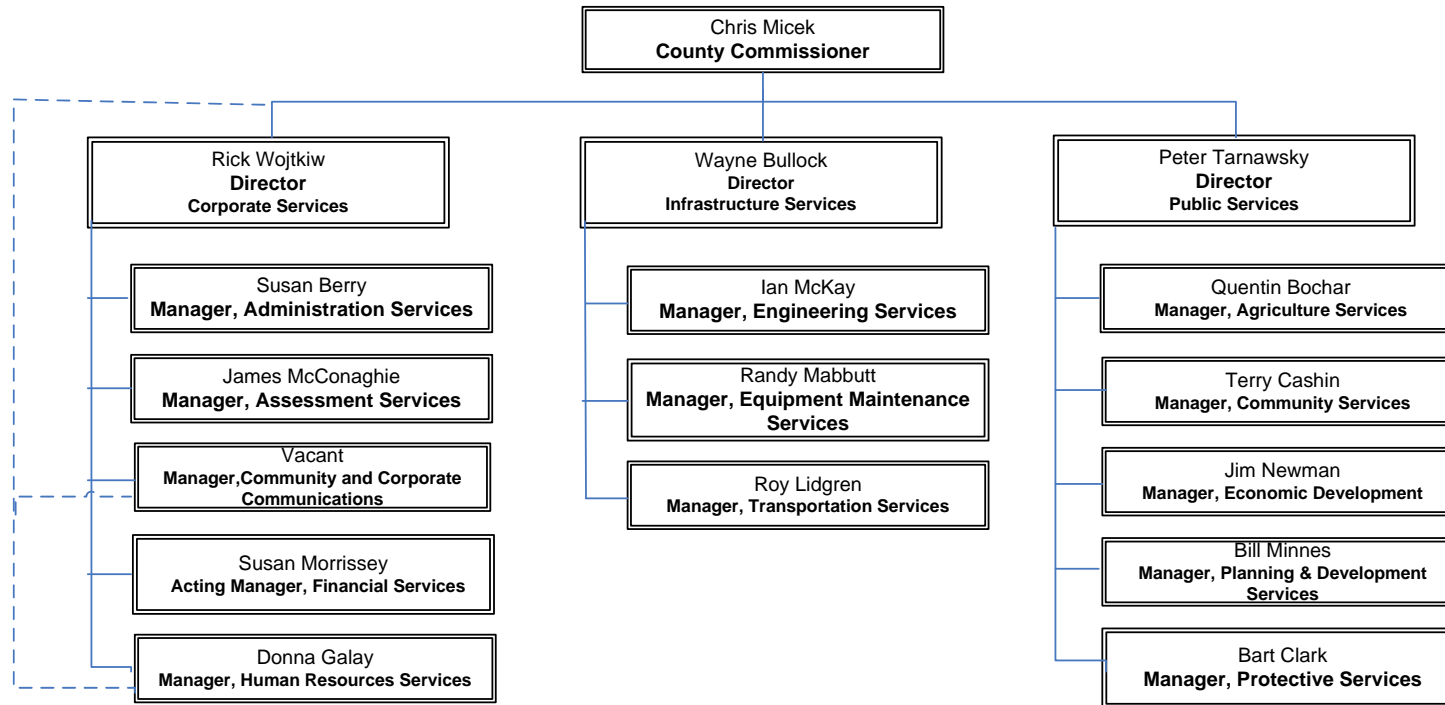 Chris Micek
County Commissioner
Rick Wojtkiw
Director
Corporate Services
Susan Berry
Manager, Administration Services
James McConaghie
Manager, Assessment Services
Vacant
Manager,Community and Corporate
Communications
Susan Morrissey
Acting Manager, Financial Services
Donna Galay
Manager, Human Resources Services
Wayne Bullock
Director
Infrastructure Services
Ian McKay
Manager, Engineering Services
Randy Mabbutt
Manager, Equipment Maintenance
Services
Roy Lidgren
Manager, Transportation Services
Peter Tarnawsky
Director
Public Services
Quentin Bochar
Manager, Agriculture Services
Terry Cashin
Manager, Community Services
Jim Newman
Manager, Economic Development
Bill Minnes
Manager, Planning & Development
Services
Bart Clark
Manager, Protective Services